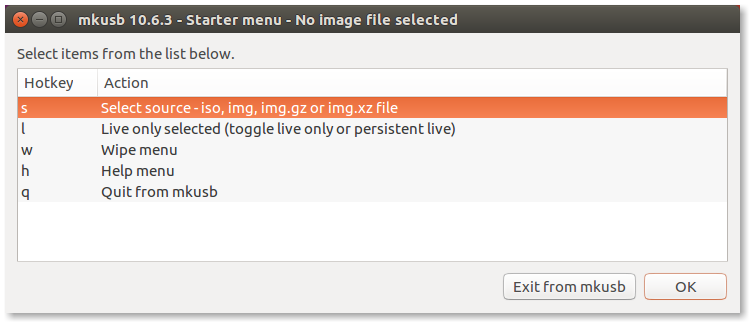 mkusb 10.6.3 - Starter menu - No image file selected
Select items from the list below.
Hotkey Action
s Select source - iso, img, img.gz or img.xz file
l Live only selected (toggle live only or persistent live)
w Wipe menu
h Help menu
q Quit from mkusb
Exit from mkusb OK